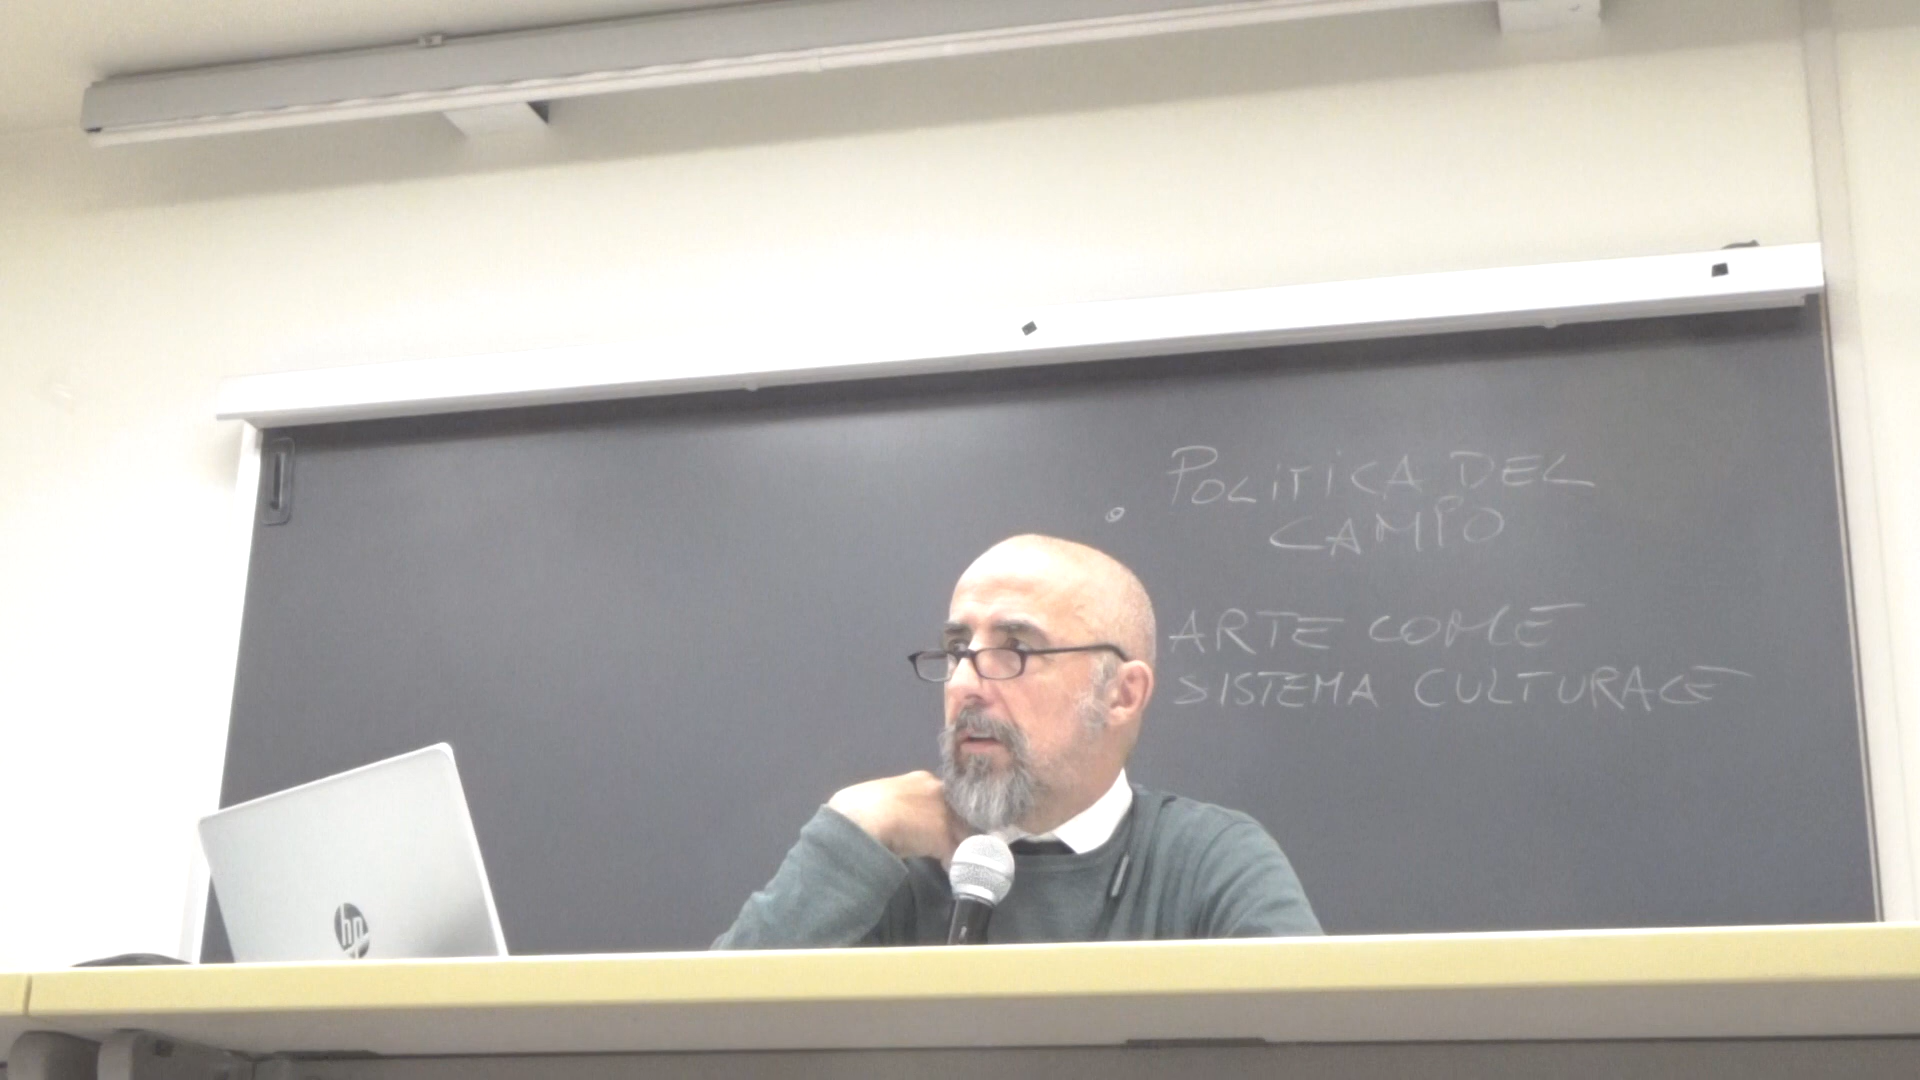 POLITICA DEL
CAMPO
ARTE COME
SISTEMA CULTURALE
hp